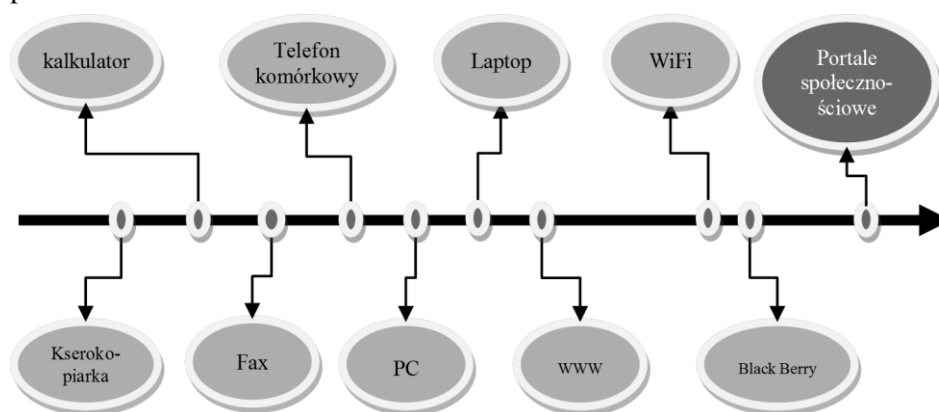 kalkulator
Telefon
komórkowy
Laptop
WiFi
Portale
społeczno-
ściowe
Kseroko-
piarka
Fax
PC
WWW
Black Berry